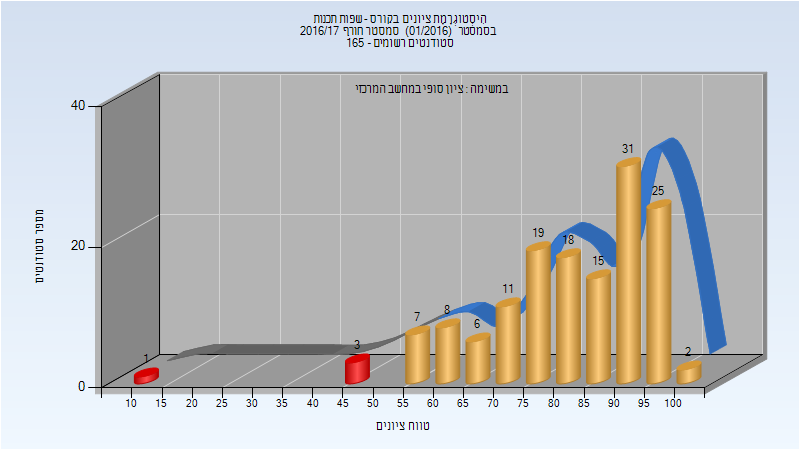 היסטוגרמת ציונים בקורס - שפות תכנות
בסמסטר (01/2016) סמסטר חורף 2016/17
סטודנטים רשומים - 165
במשימה : ציון סופי במחשב המרכזי
מספר סטודנטים
40
20
0
1
3
7
8
6
11
19
18
15
31
25
2
10 15 20 25 30 35 40 45 50 55 60 65 70 75 80 85 90 95 100
טווח ציונים